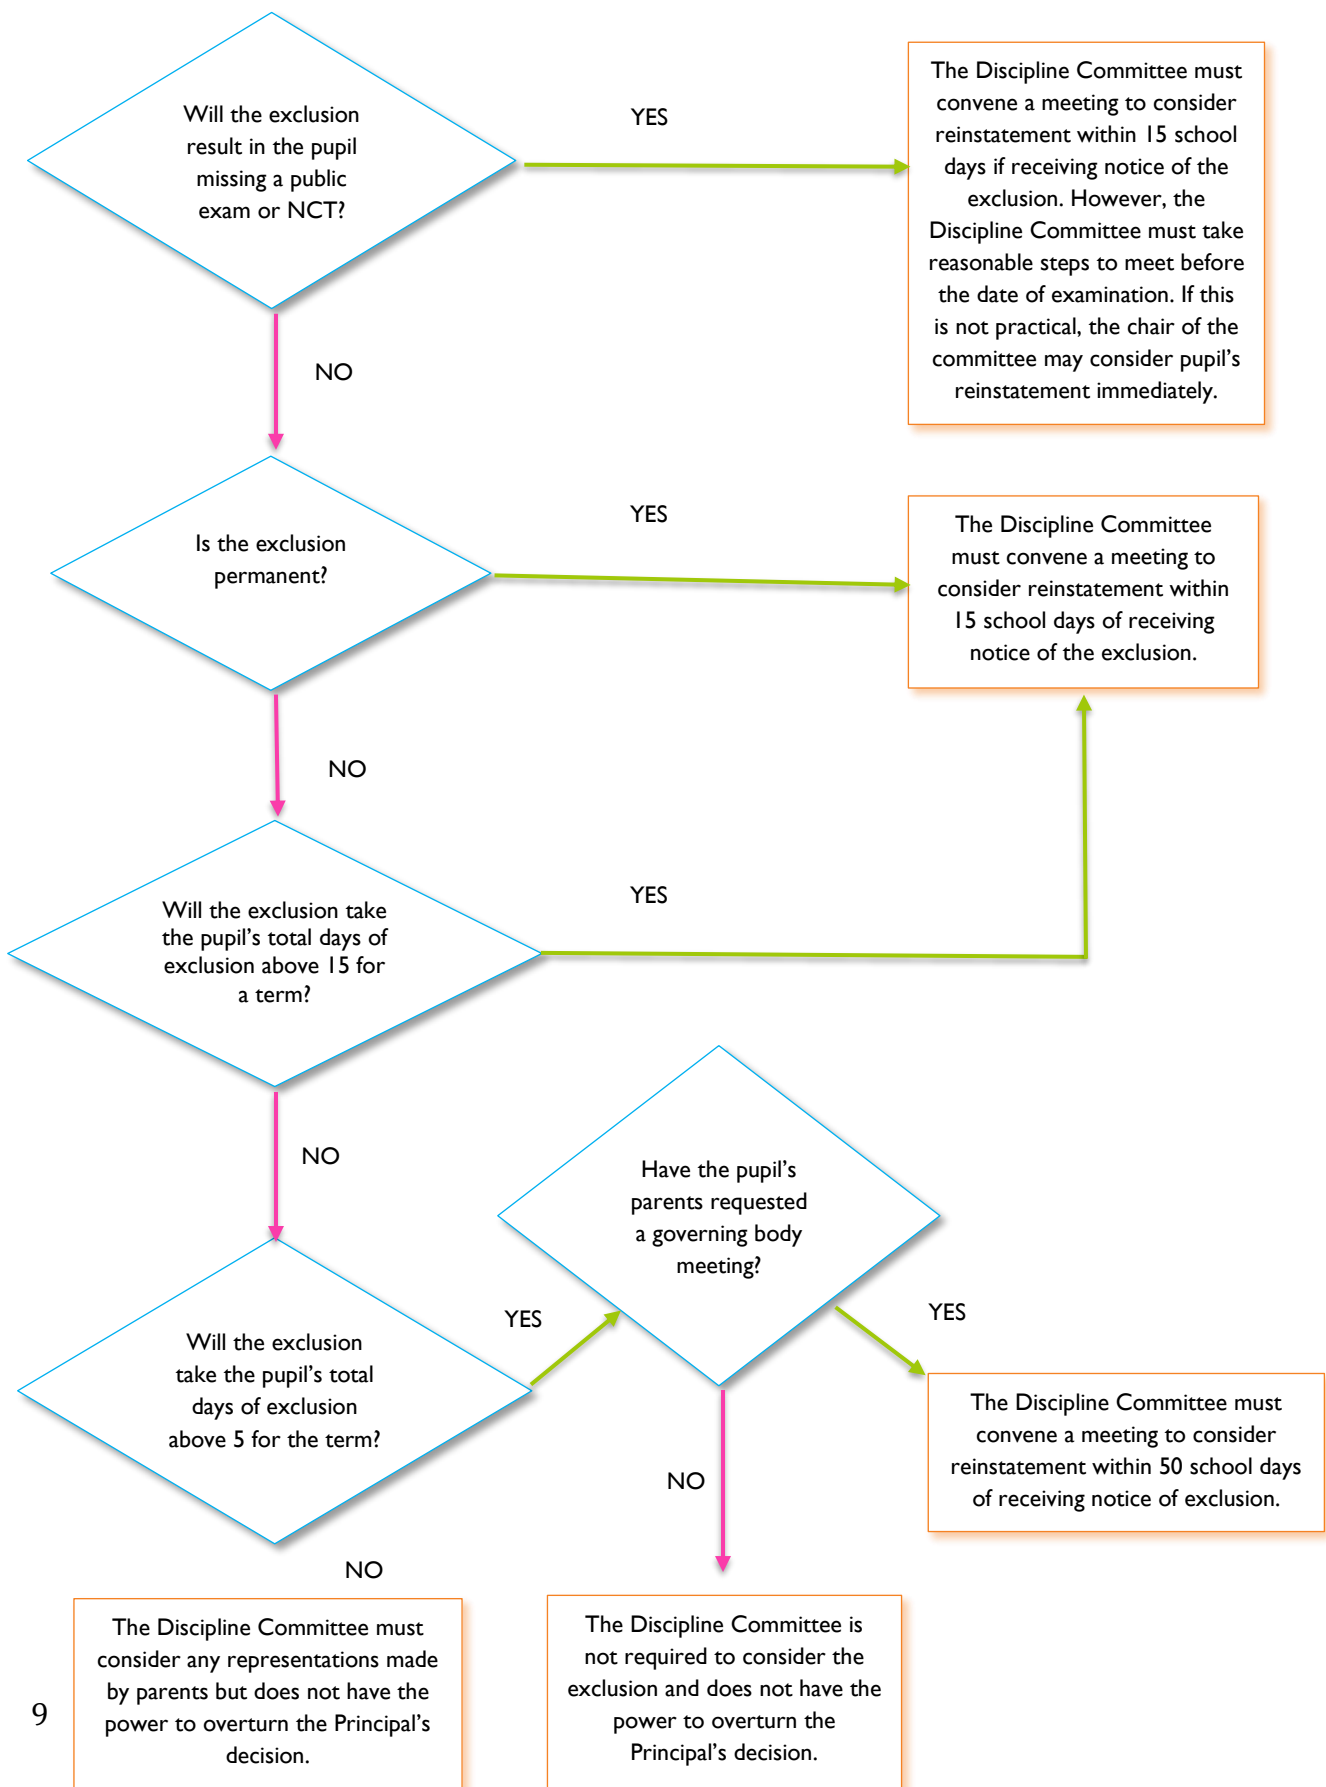 Will the exclusion
result in the pupil
missing a public
exam or NCT?
YES
The Discipline Committee must
convene a meeting to consider
reinstatement within 15 school
days if receiving notice of the
exclusion. However, the
Discipline Committee must take
reasonable steps to meet before
the date of examination. If this
is not practical, the chair of the
committee may consider pupil's
reinstatement immediately.
NO
Is the exclusion
permanent?
YES
The Discipline Committee
must convene a meeting to
consider reinstatement within
15 school days of receiving
notice of the exclusion.
NO
Will the exclusion take
the pupil's total days of
exclusion above 15 for
a term?
YES
NO
Will the exclusion
take the pupil's total
days of exclusion
above 5 for the term?
YES
Have the pupil's
parents requested
a governing body
meeting?
YES
The Discipline Committee must
convene a meeting to consider
reinstatement within 50 school days
of receiving notice of exclusion.
NO
NO
The Discipline Committee must
consider any representations made
by parents but does not have the
power to overturn the Principal's
decision.
The Discipline Committee is
not required to consider the
exclusion and does not have the
power to overturn the
Principal's decision.
9